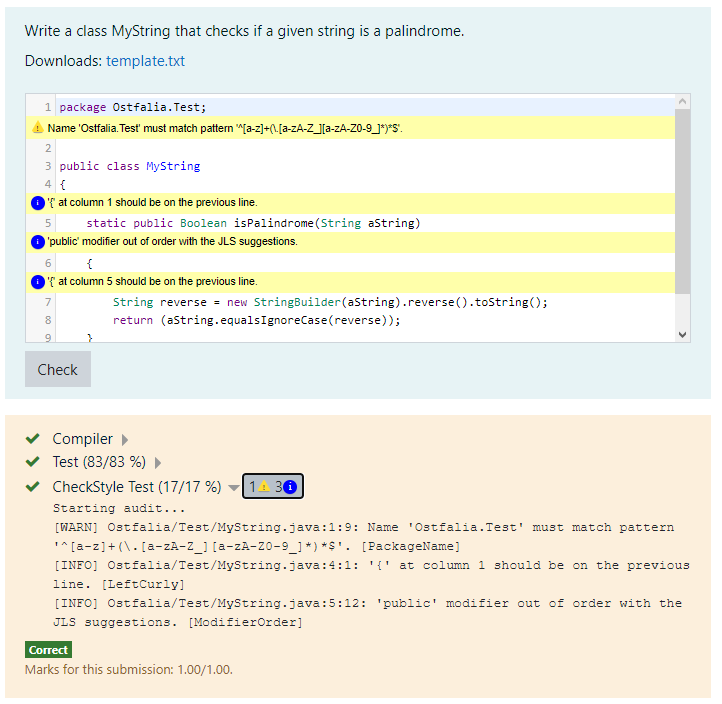 Write a class MyString that checks if a given string is a palindrome.
Downloads: template.txt
1 package Ostfalia.Test;
Name 'Ostfalia.Test' must match pattern '^[a-z]+(\.[a-zA-Z_][a-zA-Z0-9_]*)*$'.
2
3 public class MyString
4 {
'{' at column 1 should be on the previous line.
5     static public Boolean isPalindrome(String aString)
'public' modifier out of order with the JLS suggestions.
6     {
'{' at column 5 should be on the previous line.
7         String reverse = new StringBuilder(aString).reverse().toString();
8         return (aString.equalsIgnoreCase(reverse));
9     }
Check
Compiler
Test (83/83 %)
CheckStyle Test (17/17 %) 1 3
Starting audit...
[WARN] Ostfalia/Test/MyString.java:1:9: Name 'Ostfalia.Test' must match pattern
'^[a-z]+(\.[a-zA-Z_][a-zA-Z0-9_]*)*$'. [PackageName]
[INFO] Ostfalia/Test/MyString.java:4:1: '{' at column 1 should be on the previous
line. [LeftCurly]
[INFO] Ostfalia/Test/MyString.java:5:12: 'public' modifier out of order with the
JLS suggestions. [ModifierOrder]
Correct
Marks for this submission: 1.00/1.00.